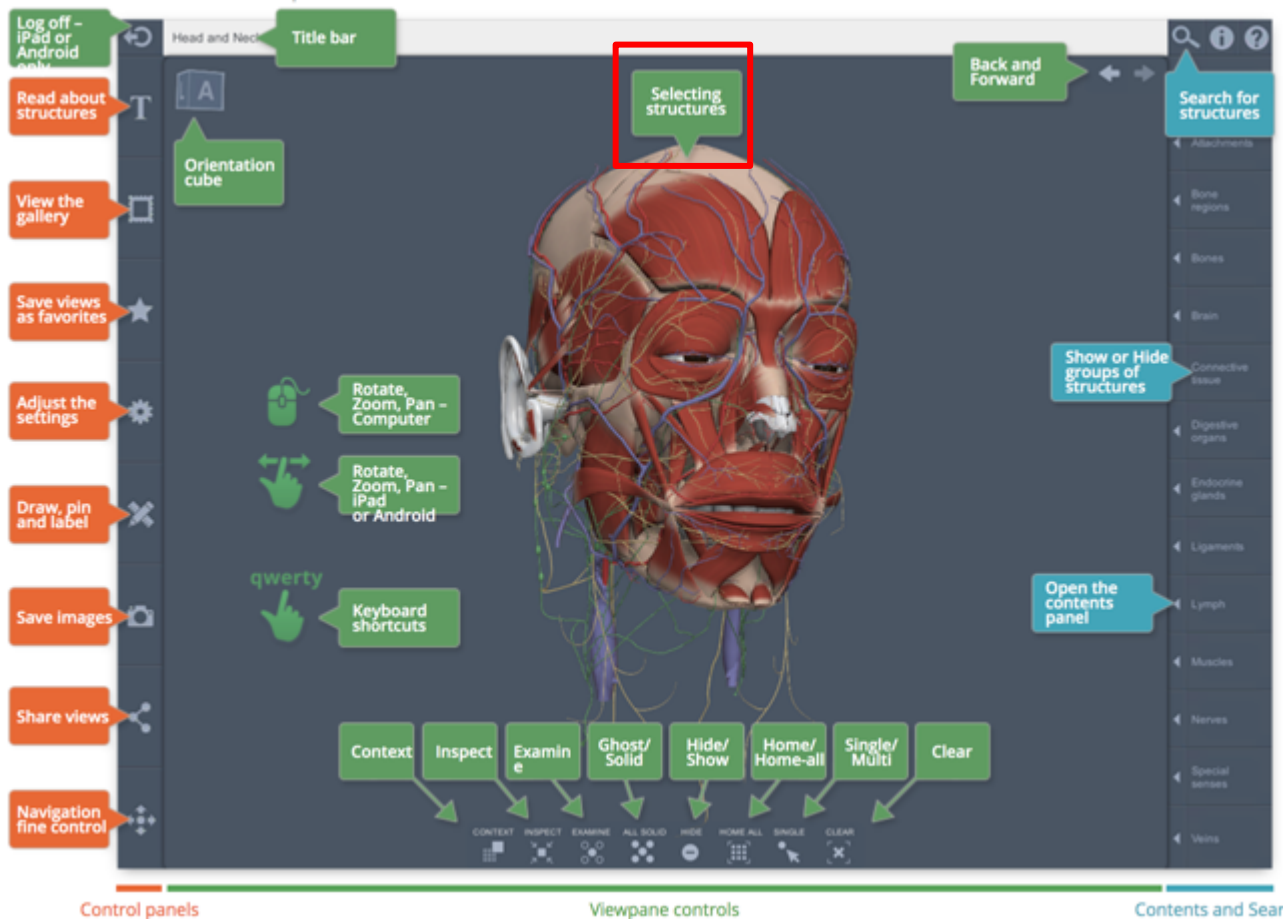 Log off –
iPad or
Android
only
Head and Neck
Title bar
Back and
Forward
Selecting
structures
Search for
structures
Read about
structures
T
A
Orientation
cube
View the
gallery
Save views
as favorites
Adjust the
settings
Draw, pin
and label
Save images
Share views
Navigation
fine control
Rotate,
Zoom, Pan –
Computer
Rotate,
Zoom, Pan –
iPad
or Android
qwerty
Keyboard
shortcuts
Attachments
Bone
regions
Bones
Brain
Show or Hide
groups of
structures
Connective
tissue
Digestive
organs
Endocrine
glands
Ligaments
Open the
contents
panel
Lymph
Muscles
Nerves
Special
senses
Veins
Context
Inspect
Examin
e
Ghost/
Solid
Hide/
Show
Home/
Home-all
Single/
Multi
Clear
CONTEXT INSPECT EXAMINE ALL SOLID HIDE HOME ALL SINGLE CLEAR
Control panels
Viewpane controls
Contents and Sear